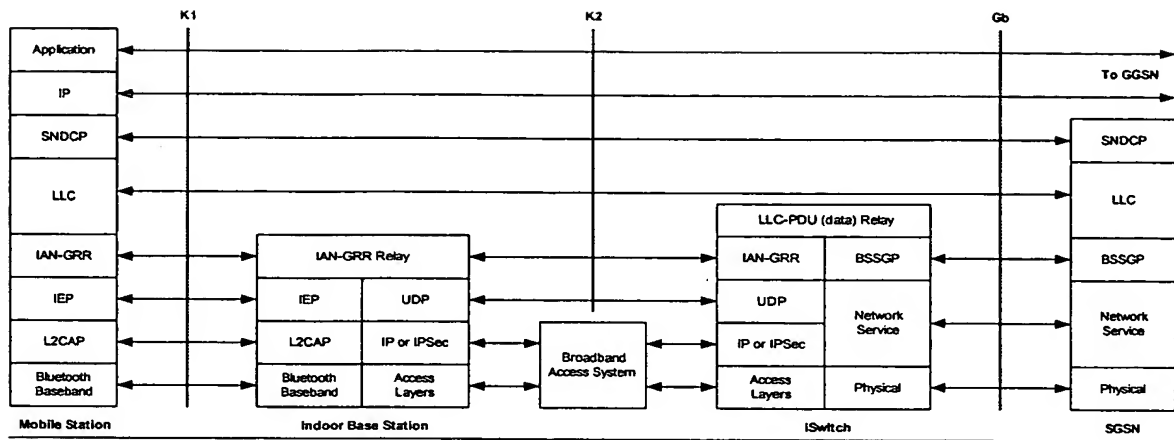 K1
K2
Gb
Application
To GGSN
IP
SNDCP
SNDCP
LLC
LLC
LLC-PDU (data) Relay
IAN-GRR
IAN-GRR Relay
IAN-GRR
BSSGP
BSSGP
IEP
IEP
UDP
UDP
Network
Service
Network
Service
L2CAP
L2CAP
IP or IPSec
Broadband
Access System
IP or IPSec
Bluetooth
Baseband
Bluetooth
Baseband
Access
Layers
Access
Layers
Physical
Physical
Mobile Station
Indoor Base Station
iSwitch
SGSN